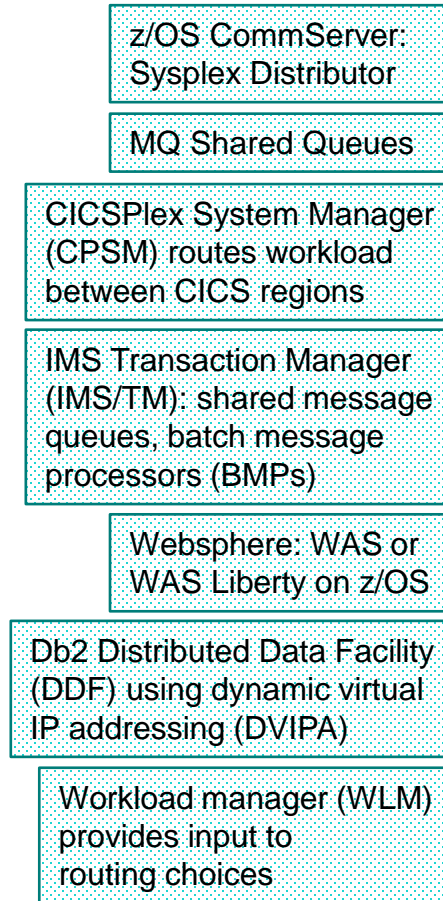 z/OS CommServer:
Sysplex Distributor
MQ Shared Queues
CICSPlex System Manager
(CPSM) routes workload
between CICS regions
IMS Transaction Manager
(IMS/TM): shared message
queues, batch message
processors (BMPs)
Websphere: WAS or
WAS Liberty on z/OS
Db2 Distributed Data Facility
(DDF) using dynamic virtual
IP addressing (DVIPA)
Workload manager (WLM)
provides input to
routing choices